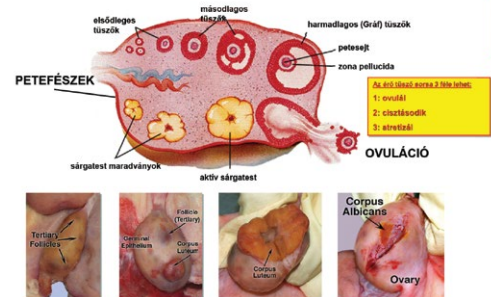 elsődleges
tüszők
másodlagos
tüszők
harmadlagos (Gráf) tüszők
petesejt
zona pellucida
PETEFÉSZEK
Az érő tüsző sorsa 3 féle lehet:
1: ovulál
2: cisztásodik
3: atretizál
OVULÁCIÓ
sárgatest maradványok
aktív sárgatest
Tertiary
Follicles
Follicle
(Tertiary)
Germinal
Epithelium
Corpus
Luteum
Corpus
Luteum
Corpus
Albicans
Ovary